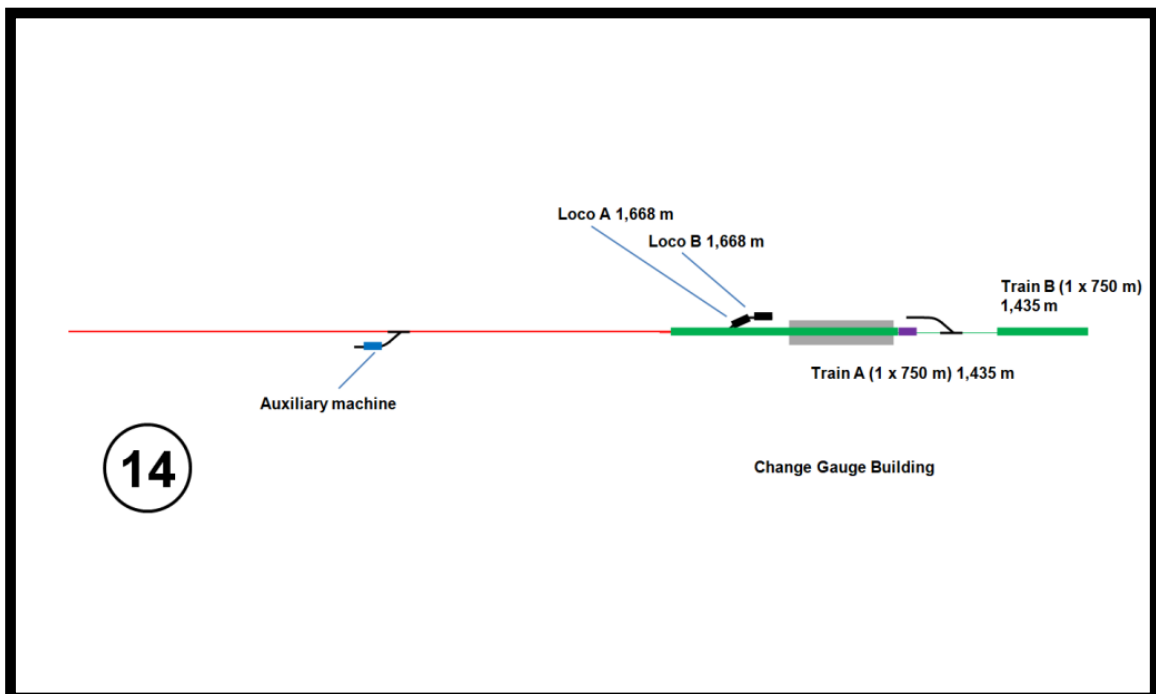 Loco A 1,668 m
Loco B 1,668 m
Train B (1 x 750 m)
1,435 m
Train A (1 x 750 m) 1,435 m
Auxiliary machine
14
Change Gauge Building